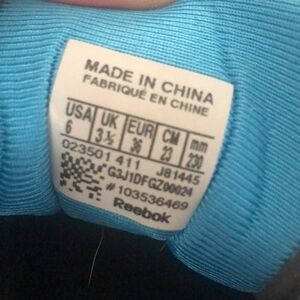 MADE IN CHINA
FABRIQUÉ EN CHINE
USA UK EUR CM mm
6 3½ 36 23 230
023501 411 J81445
G3J1DFGZ00024
#103536469
Reebok